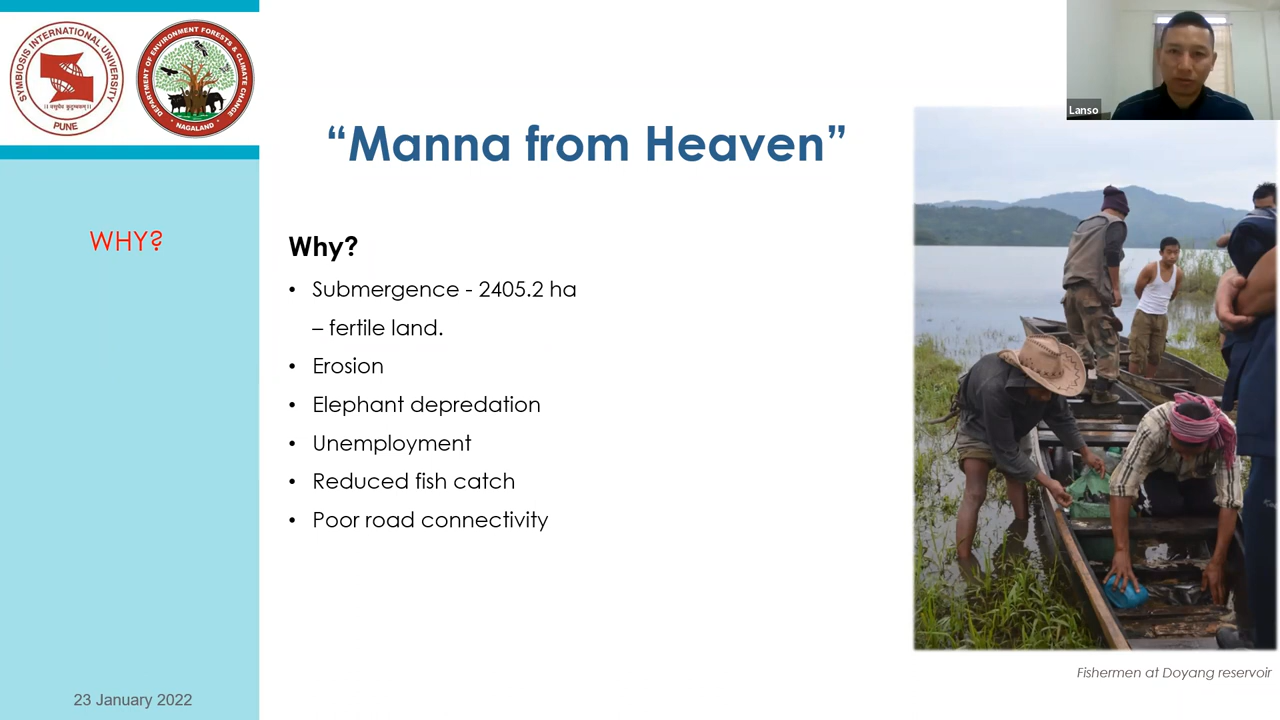 SYMBIOSIS INTERNATIONAL UNIVERSITY
।। वसुधैव कुटुम्बकम् ।।
PUNE
DEPARTMENT OF ENVIRONMENT FORESTS & CLIMATE CHANGE
NAGALAND
Lanso
“Manna from Heaven”
WHY?
Why?
• Submergence - 2405.2 ha
– fertile land.
• Erosion
• Elephant depredation
• Unemployment
• Reduced fish catch
• Poor road connectivity
Fishermen at Doyang reservoir
23 January 2022